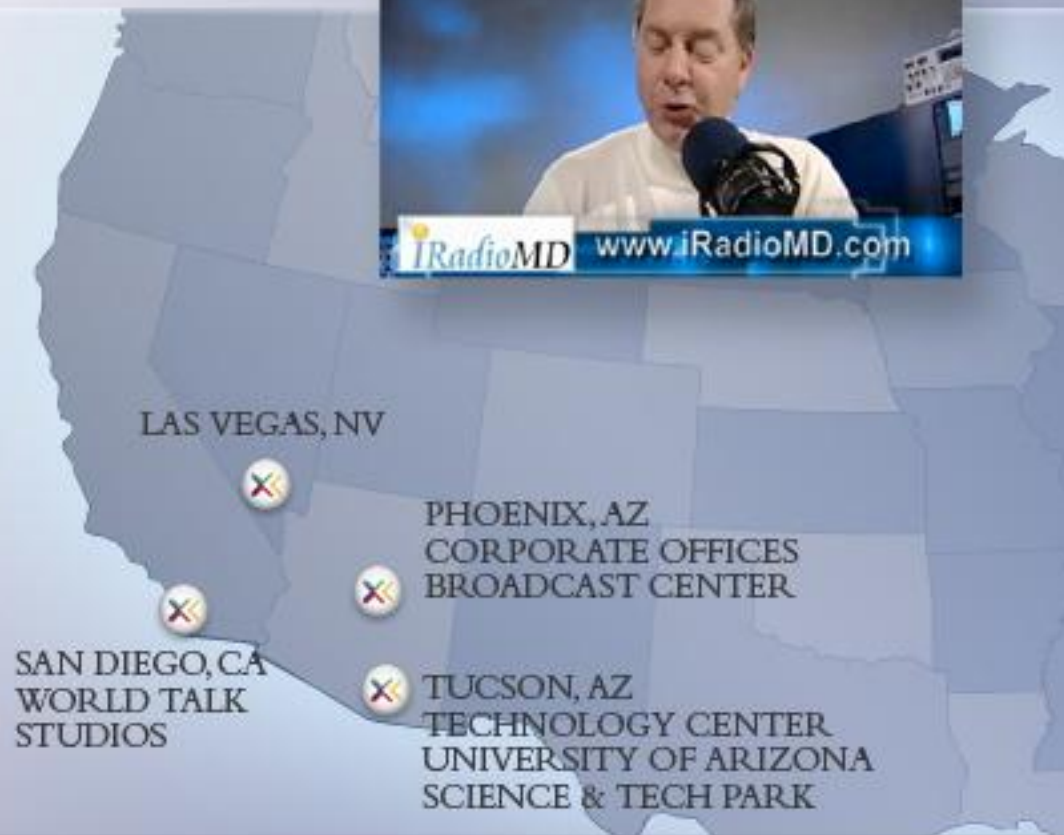 iRadioMD
www.iRadioMD.com
LAS VEGAS, NV
PHOENIX, AZ
CORPORATE OFFICES
BROADCAST CENTER
SAN DIEGO, CA
WORLD TALK
STUDIOS
TUCSON, AZ
TECHNOLOGY CENTER
UNIVERSITY OF ARIZONA
SCIENCE & TECH PARK